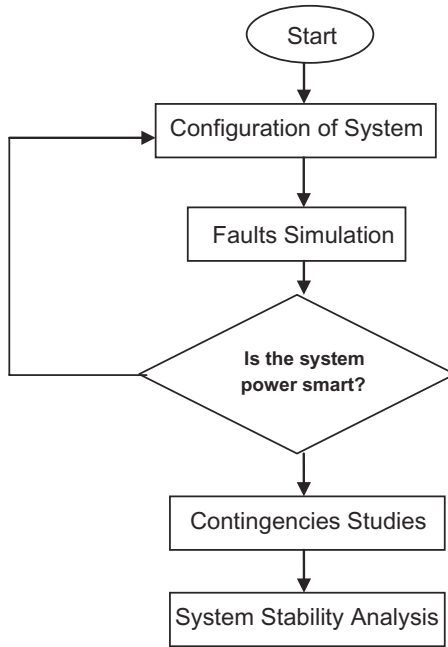 Start
Configuration of System
Faults Simulation
Is the system
power smart?
Contingencies Studies
System Stability Analysis